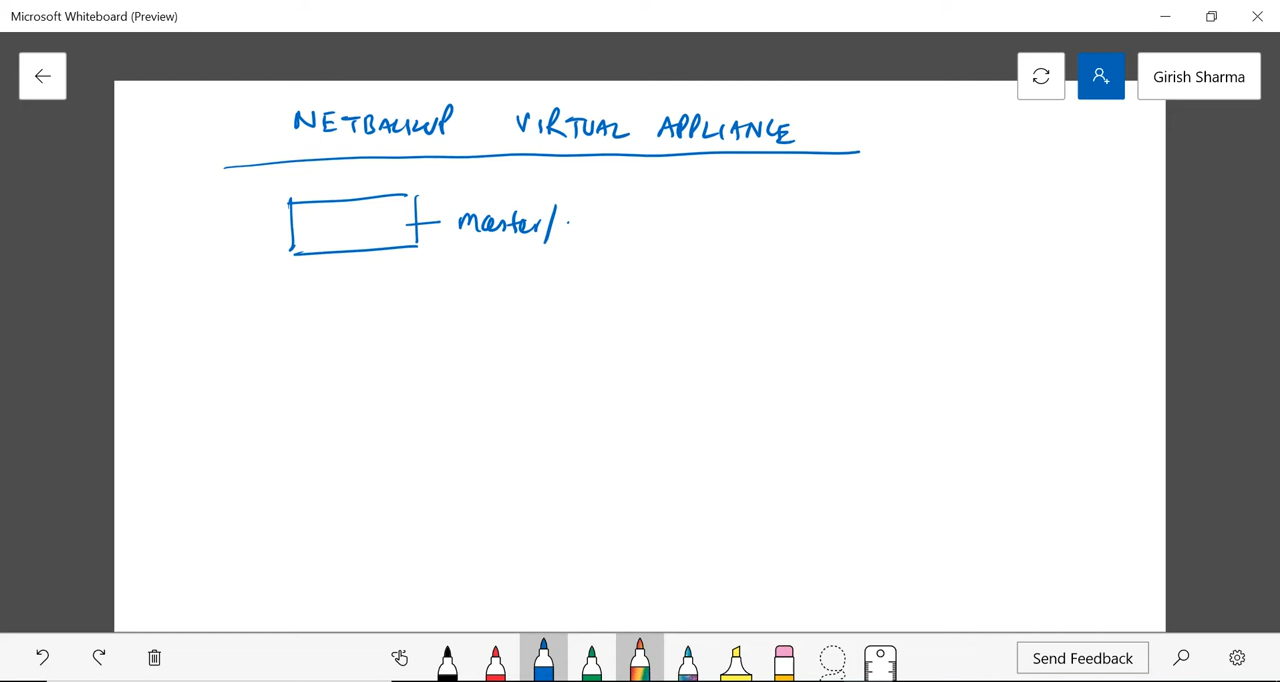 Microsoft Whiteboard (Preview)
Girish Sharma
NETBACKUP VIRTUAL APPLIANCE
master/
Send Feedback